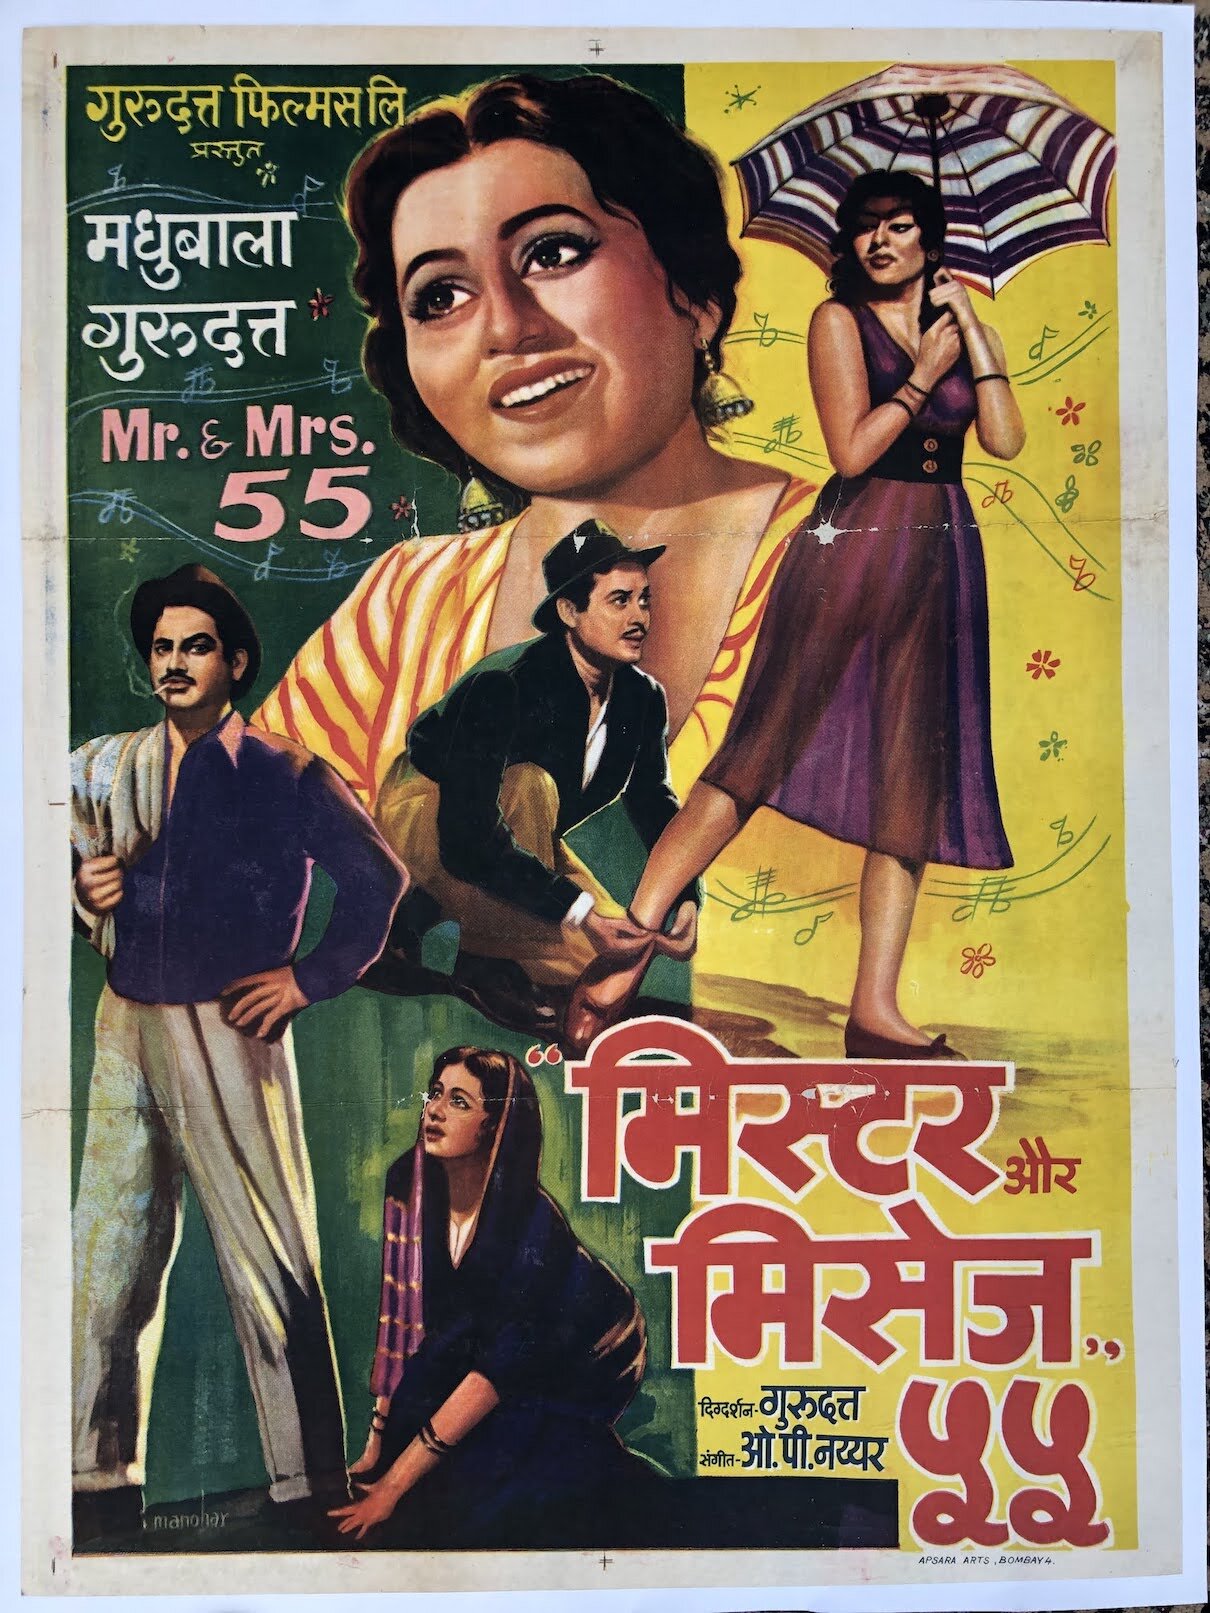 गुरुदत्त फिल्मस लि
प्रस्तुत
मधुबाला
गुरुदत्त
Mr. & Mrs.
55
"मिस्टर और
मिसेज"
५५
दिग्दर्शन-गुरुदत्त
संगीत-ओ.पी.नय्यर
manohar
APSARA ARTS, BOMBAY 4.